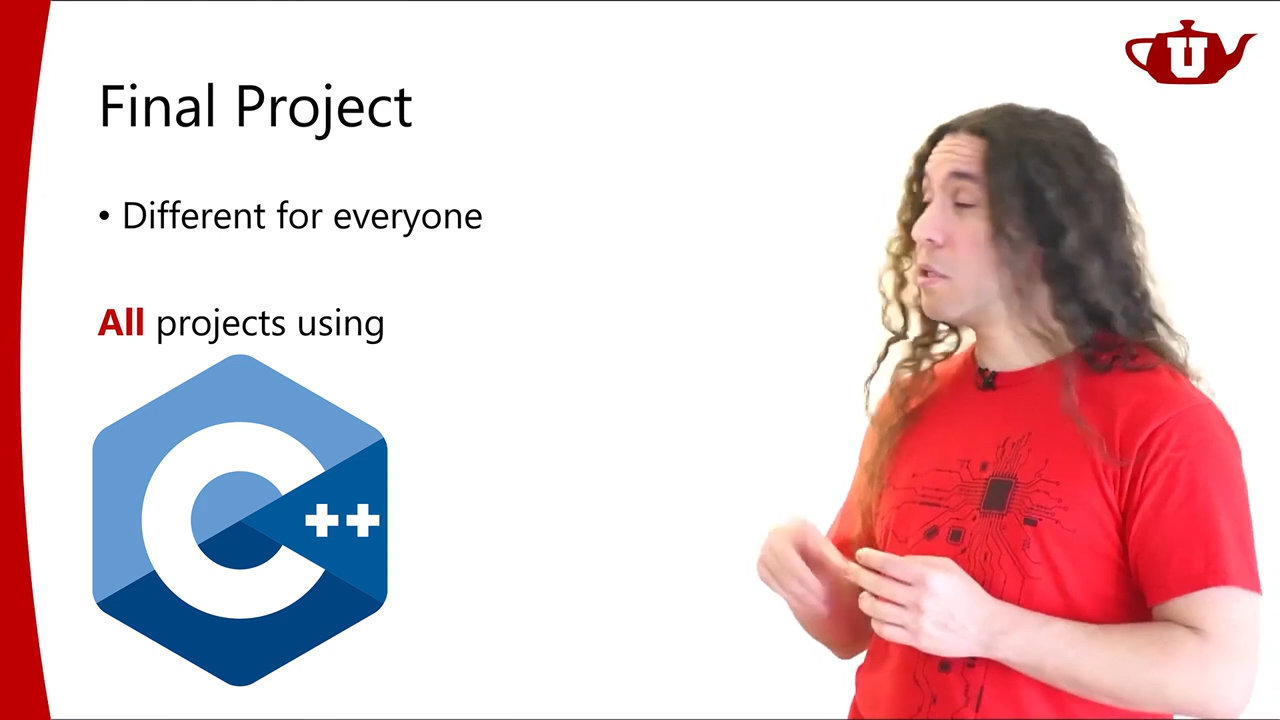 U
Final Project
• Different for everyone
All projects using
C++